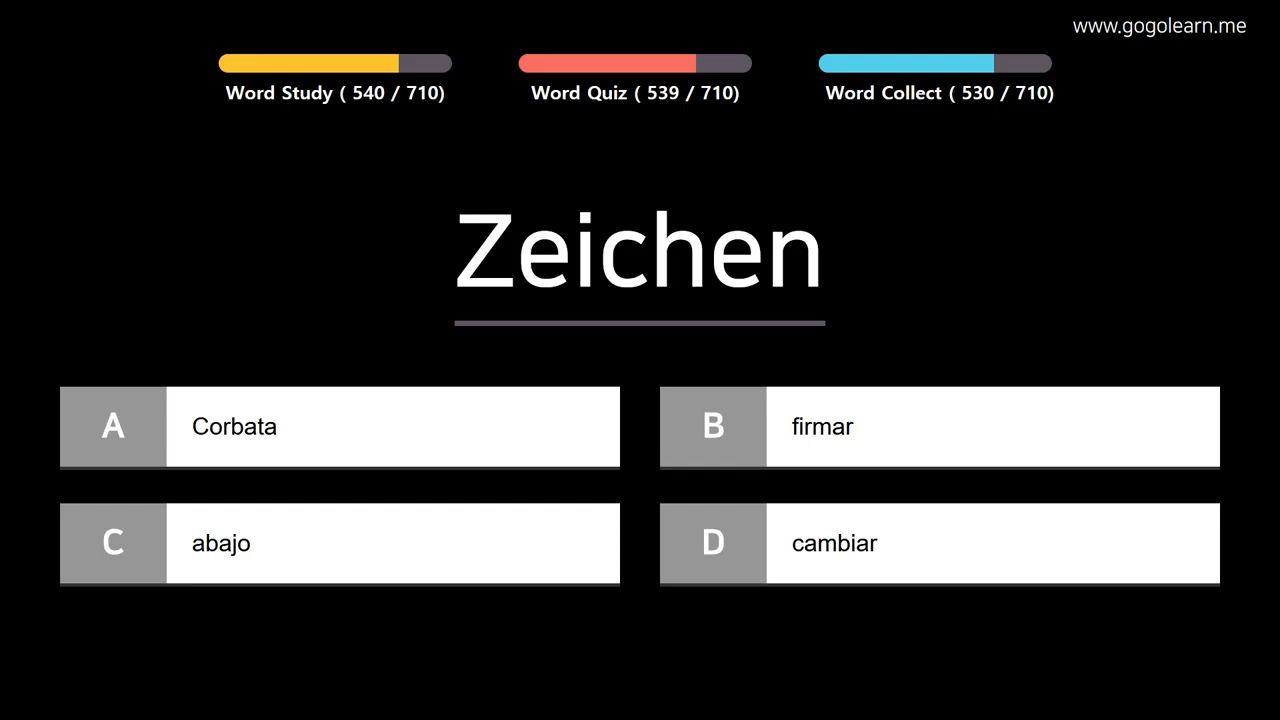 www.gogolearn.me
Word Study ( 540 / 710)
Word Quiz ( 539 / 710)
Word Collect ( 530 / 710)
Zeichen
A Corbata
B firmar
C abajo
D cambiar